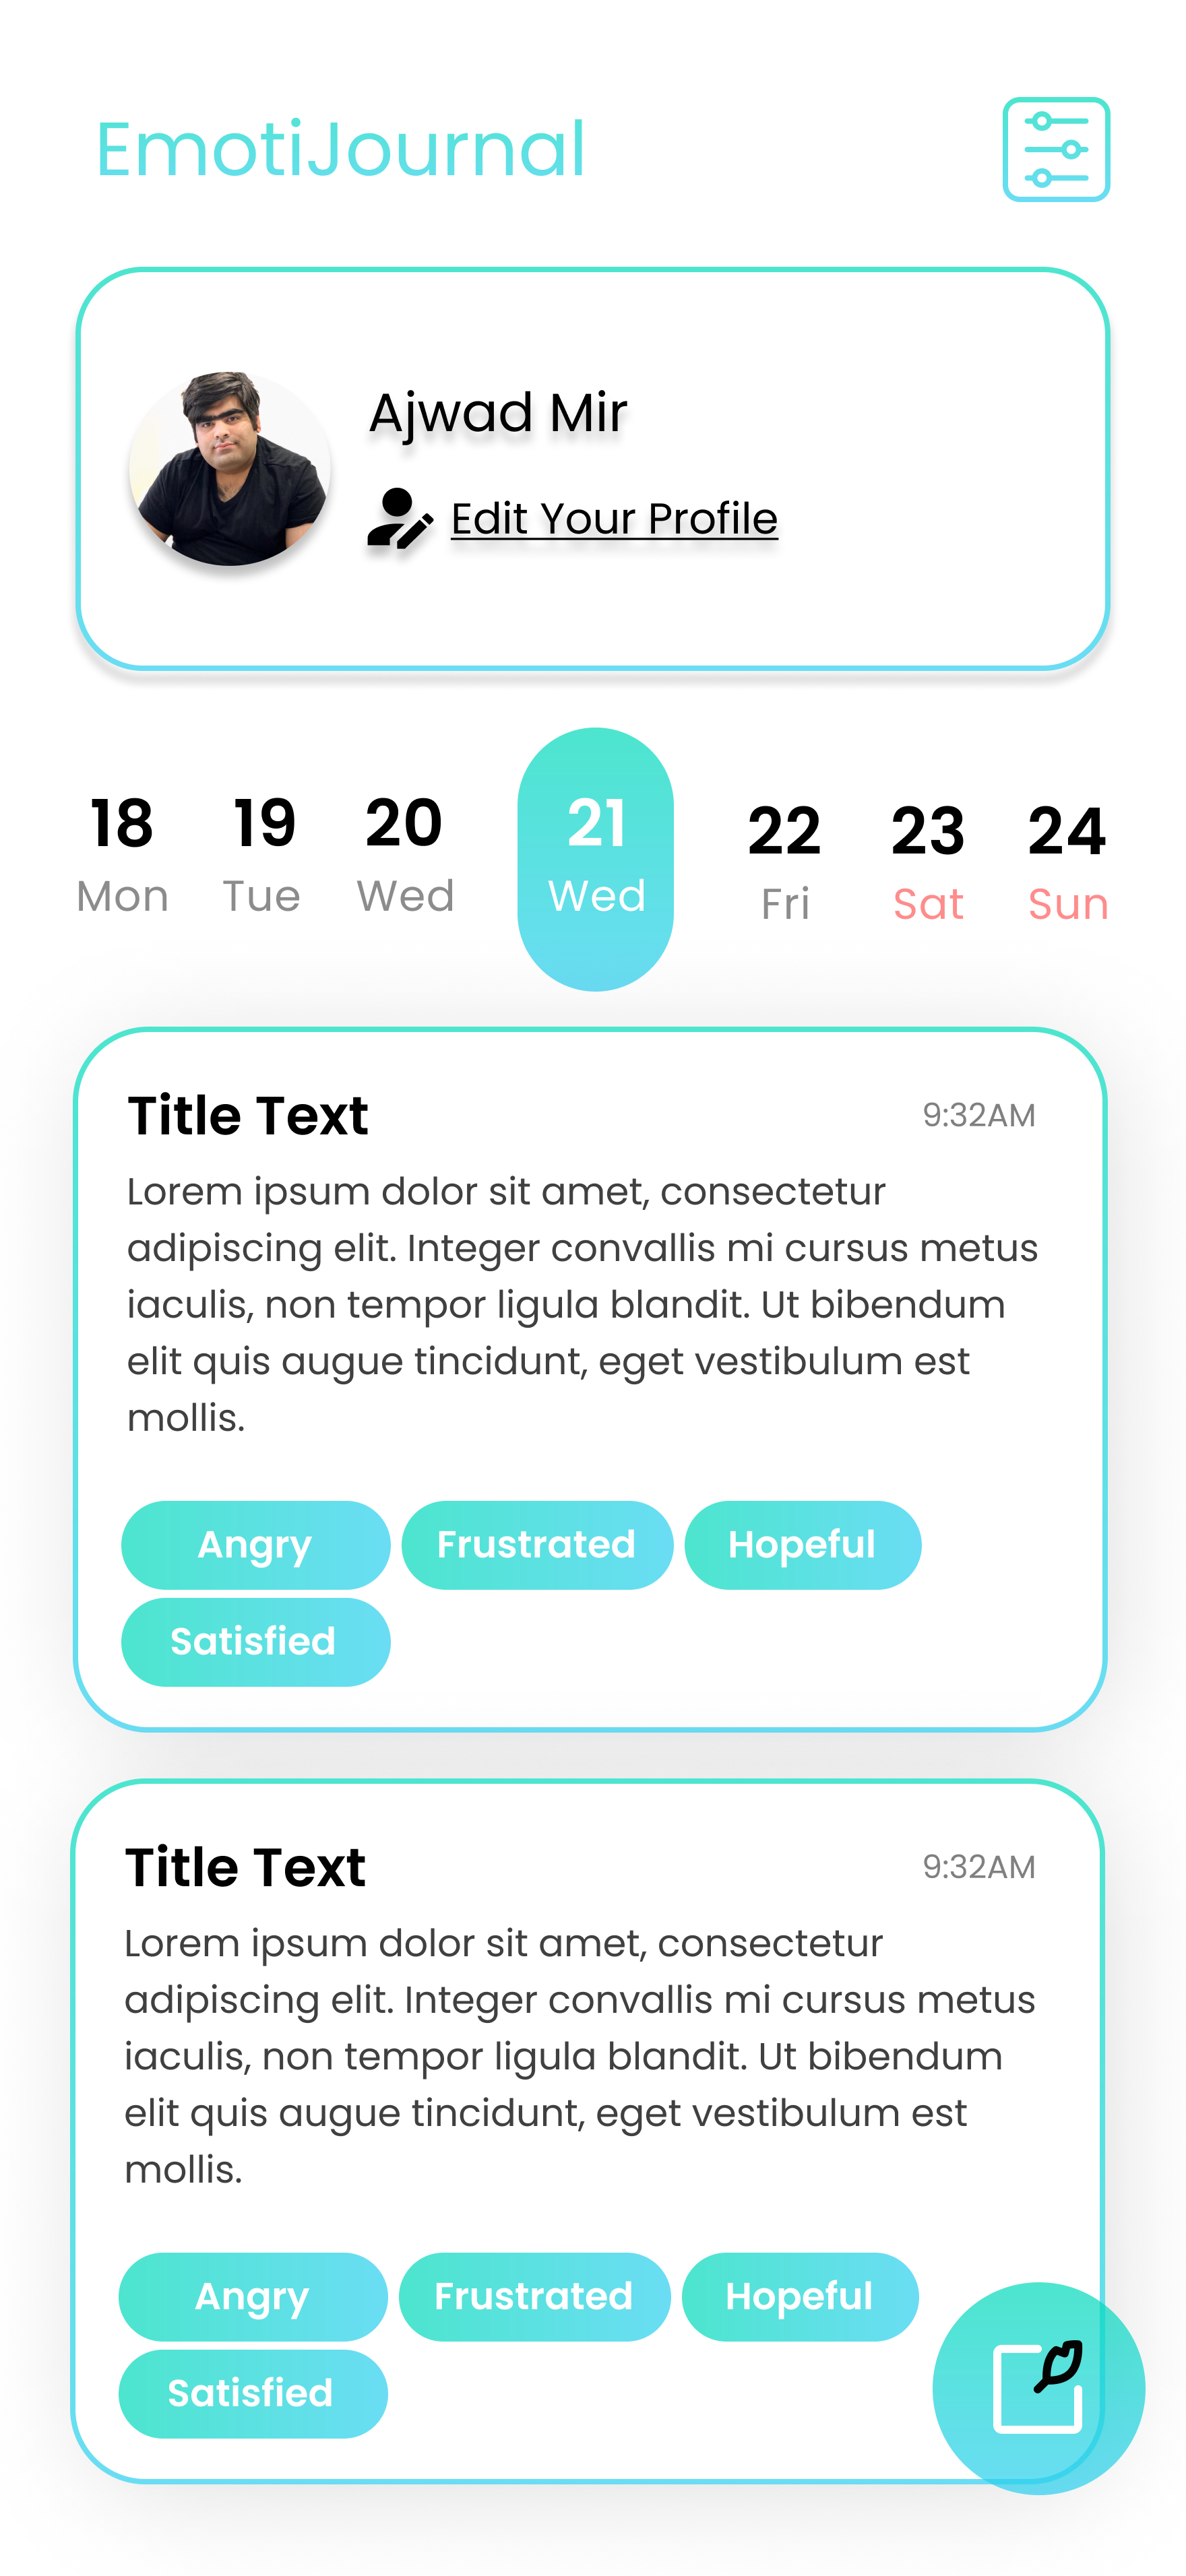 EmotiJournal
Ajwad Mir
Edit Your Profile
18 19 20 21 22 23 24
Mon Tue Wed Wed Fri Sat Sun
Title Text 9:32AM
Lorem ipsum dolor sit amet, consectetur
adipiscing elit. Integer convallis mi cursus metus
iaculis, non tempor ligula blandit. Ut bibendum
elit quis augue tincidunt, eget vestibulum est
mollis.
Angry Frustrated Hopeful
Satisfied
Title Text 9:32AM
Lorem ipsum dolor sit amet, consectetur
adipiscing elit. Integer convallis mi cursus metus
iaculis, non tempor ligula blandit. Ut bibendum
elit quis augue tincidunt, eget vestibulum est
mollis.
Angry Frustrated Hopeful
Satisfied